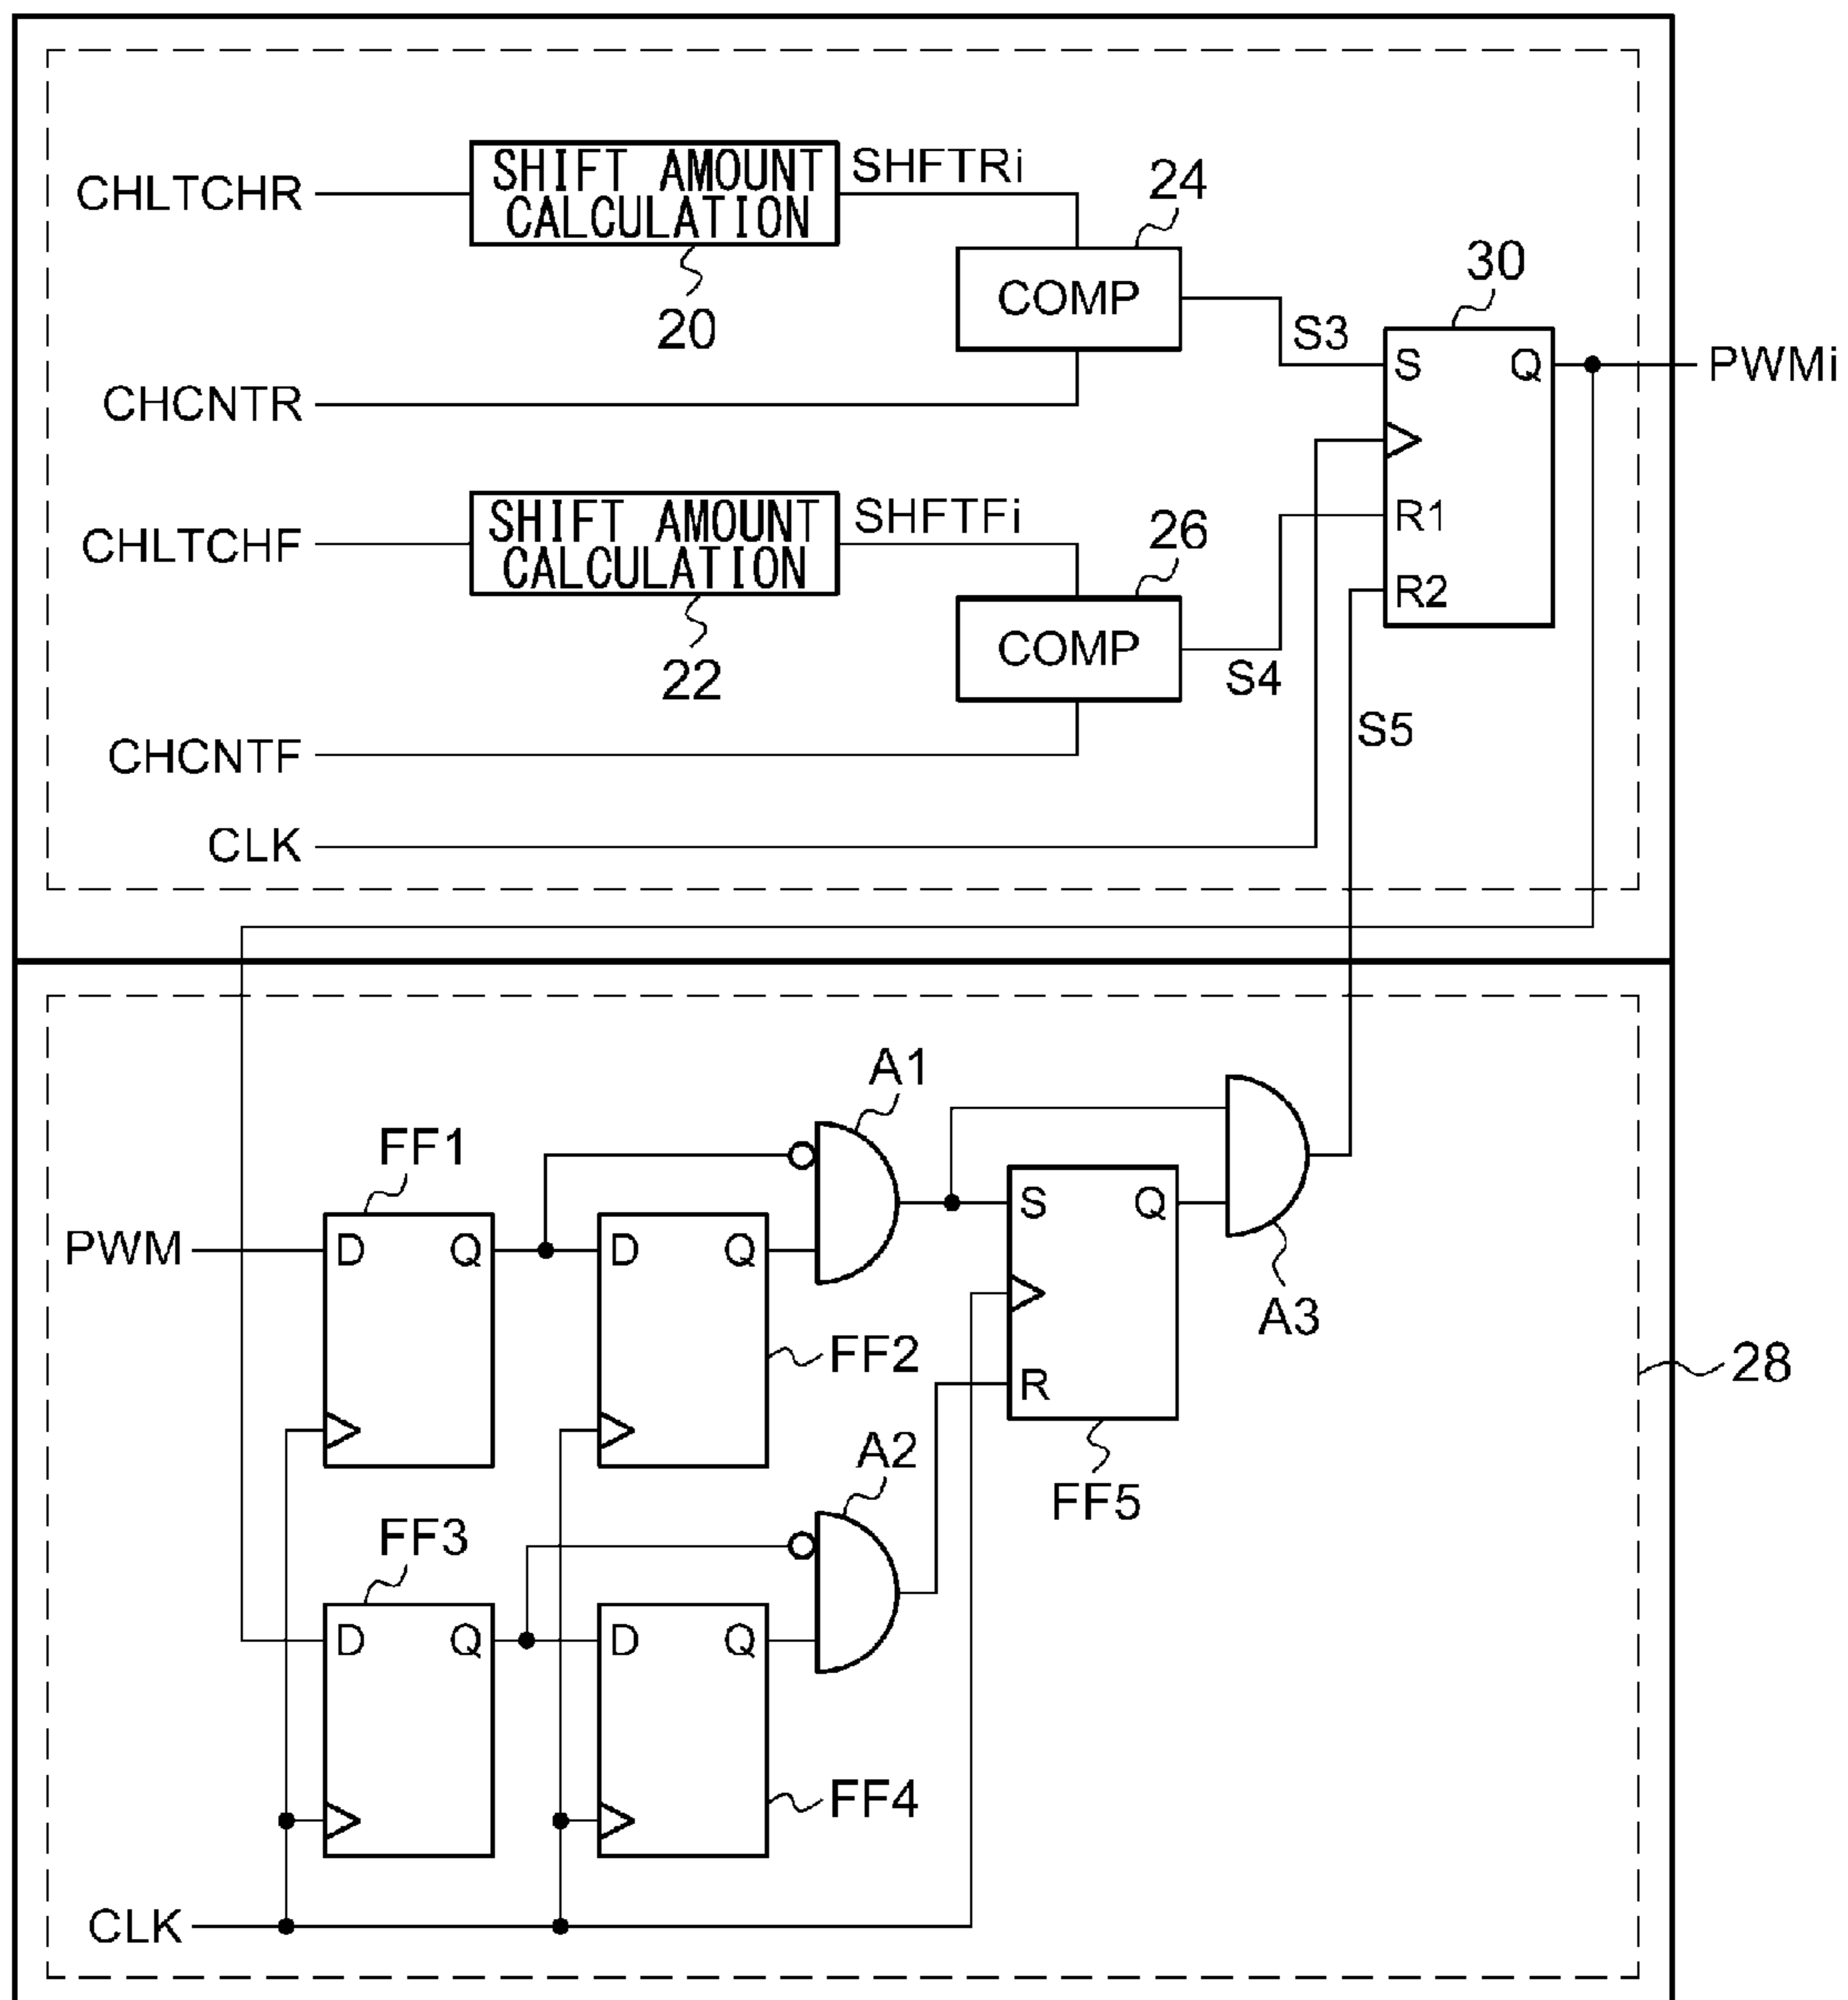 CHLTCHR
SHIFT AMOUNT
CALCULATION
SHFTRi
20
24
COMP
CHCNTR
S3
30
S
Q
R1
R2
PWMi
CHLTCHF
SHIFT AMOUNT
CALCULATION
SHFTFi
22
26
COMP
S4
S5
CHCNTF
CLK
A1
FF1
PWM
D
Q
D
Q
FF2
S
Q
R
FF5
A3
28
A2
FF3
D
Q
D
Q
FF4
CLK